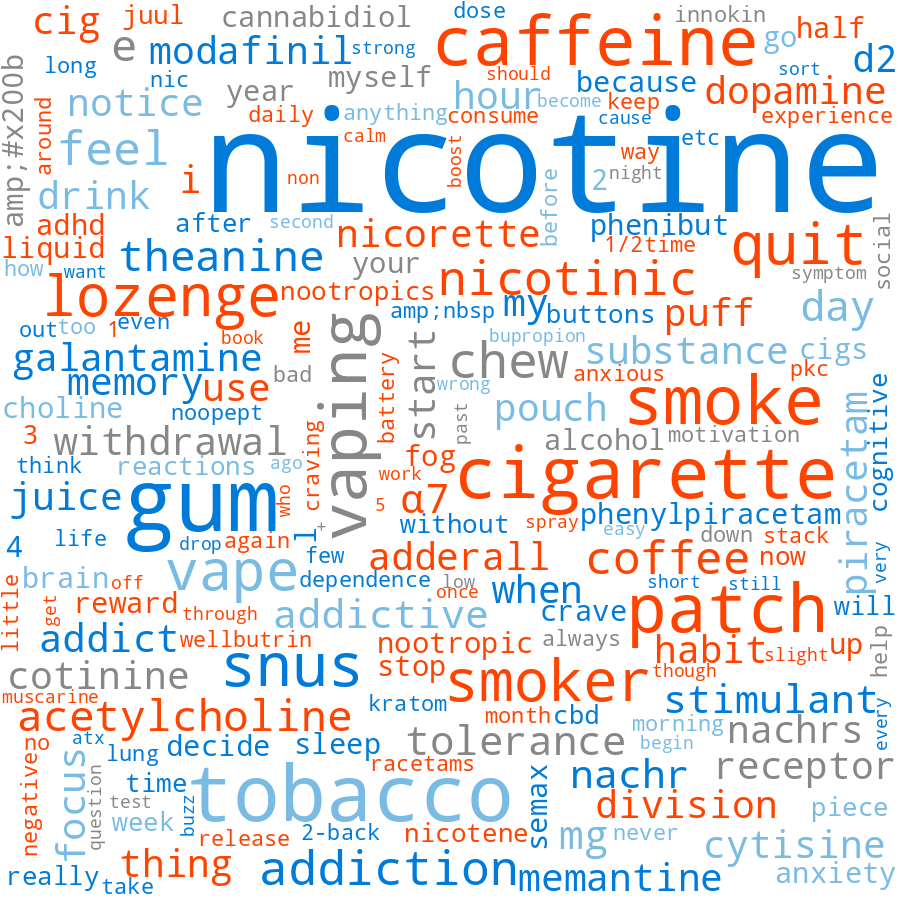 cig
juul
cannabidiol
dose
innokin
half
e
modafinil
strong
caffeine
go
d2
long
nic
year
myself
should
because
sort
dopamine
amp;#x200b
notice
daily
anything
hour
become
keep
consume
cause
experience
around
feel
calm
nicotine
boost
way
etc
drink
i
non
before
2
night
adhd
after
second
phenibut
social
liquid
theanine
nicorette
1/2time
quit
how
want
your
nicotinic
symptom
lozenge
nootropics
amp;nbsp
my
buttons
puff
day
out
too
1
even
book
me
vaping
start
bupropion
galantamine
bad
battery
chew
substance
cigs
memory
use
wrong
anxious
pkc
choline
noopept
past
pouch
smoke
piracetam
cognitive
3
withdrawal
craving
alcohol
motivation
think
reactions
ago
fog
cigarette
juice
gum
who
work
5
α7
+
without
spray
phenylpiracetam
4
life
drop
again
l
few
easy
down
stack
very
adderall
coffee
now
brain
off
vape
dependence
low
once
when
short
still
little
get
reward
through
addictive
crave
patch
will
addict
wellbutrin
nootropic
always
habit
slight
up
help
cotinine
snus
stop
smoker
though
muscarine
kratom
stimulant
acetylcholine
month
cbd
morning
nachrs
every
no
atx
lung
decide
sleep
tolerance
begin
negative
focus
question
time
racetams
nachr
receptor
test
buzz
tobacco
semax
division
piece
week
release
2-back
nicotene
mg
never
cytisine
thing
addiction
memantine
anxiety
really
take